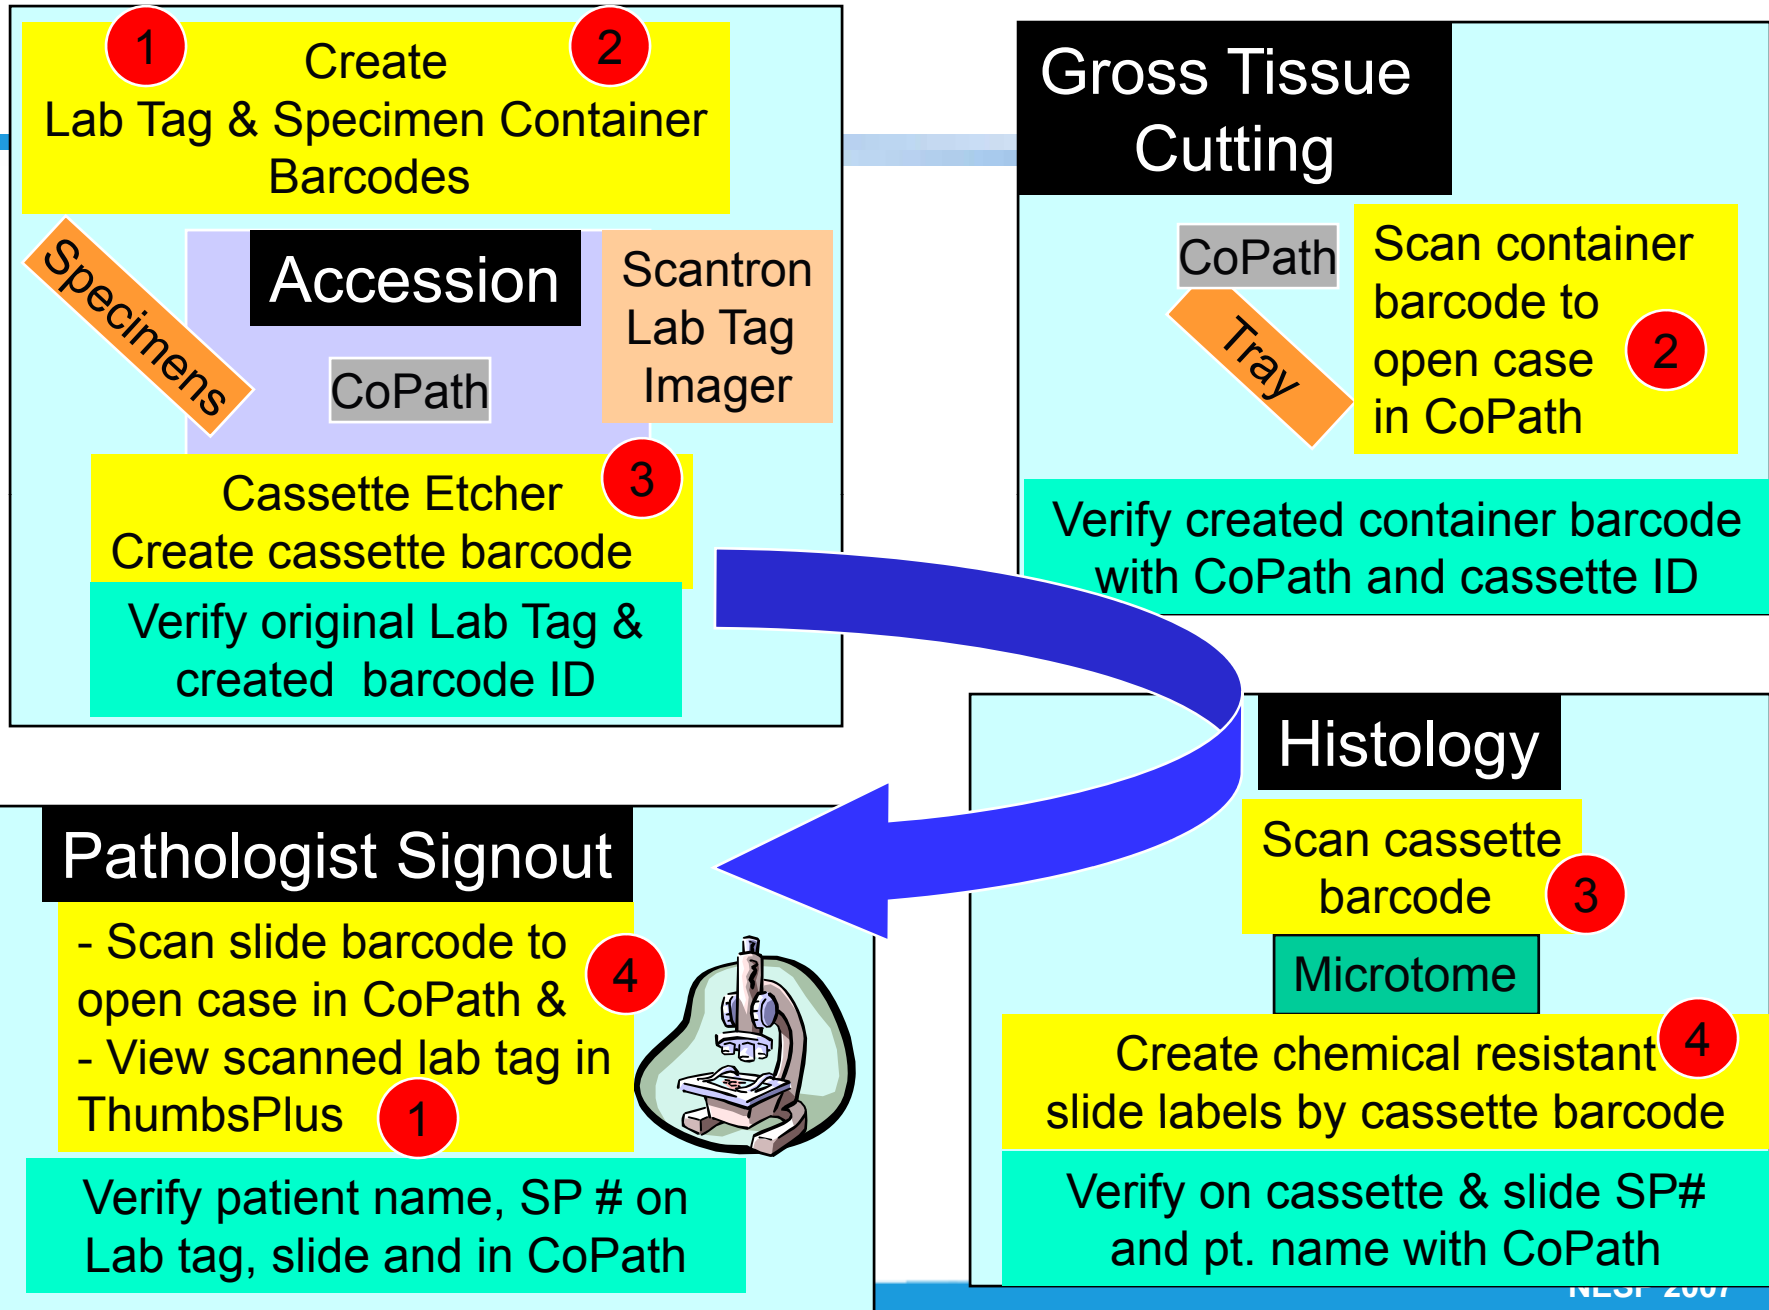 1
2
Create
Lab Tag & Specimen Container
Barcodes
Specimens
Accession
CoPath
Scantron
Lab Tag
Imager
Cassette Etcher
3
Create cassette barcode
Verify original Lab Tag &
created barcode ID
Gross Tissue
Cutting
CoPath
Tray
Scan container
barcode to
open case
2
in CoPath
Verify created container barcode
with CoPath and cassette ID
Histology
Scan cassette
barcode
3
Microtome
Create chemical resistant
4
slide labels by cassette barcode
Verify on cassette & slide SP#
and pt. name with CoPath
Pathologist Signout
- Scan slide barcode to
4
open case in CoPath &
- View scanned lab tag in
ThumbsPlus
1
Verify patient name, SP # on
Lab tag, slide and in CoPath
2007